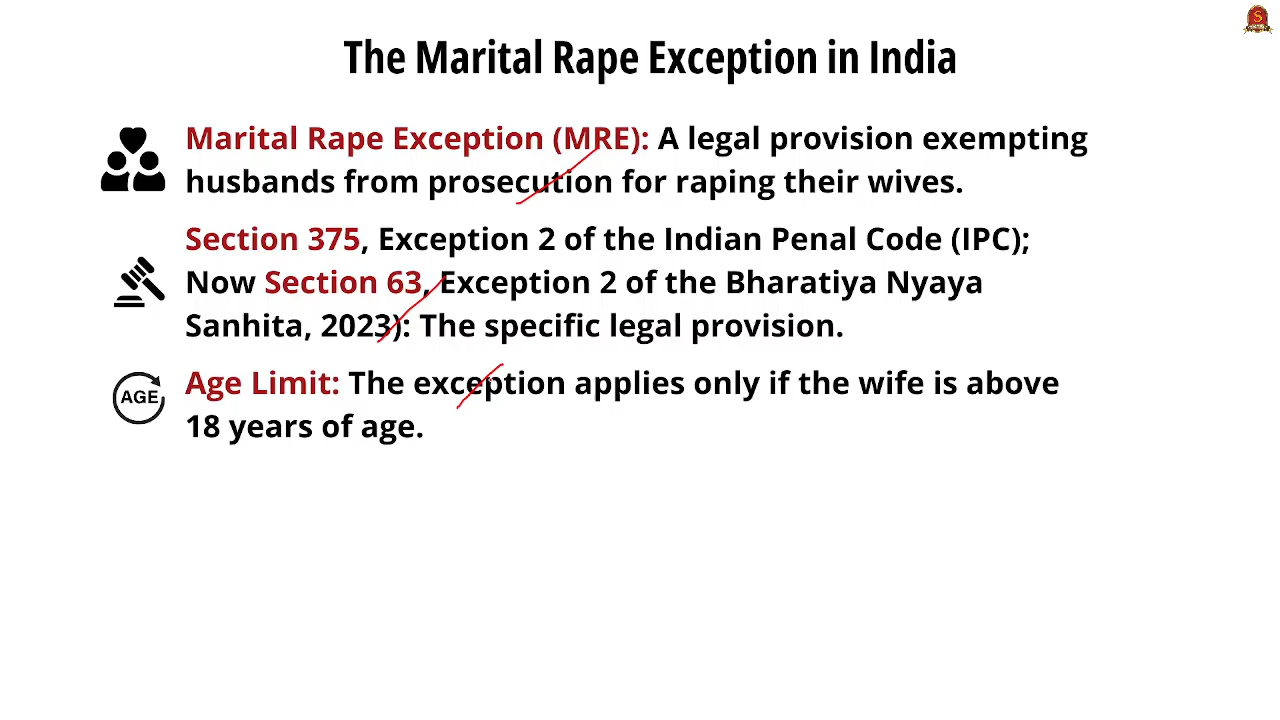 The Marital Rape Exception in India
Marital Rape Exception (MRE): A legal provision exempting
husbands from prosecution for raping their wives.
Section 375, Exception 2 of the Indian Penal Code (IPC);
Now Section 63, Exception 2 of the Bharatiya Nyaya
Sanhita, 2023): The specific legal provision.
AGE
Age Limit: The exception applies only if the wife is above
18 years of age.